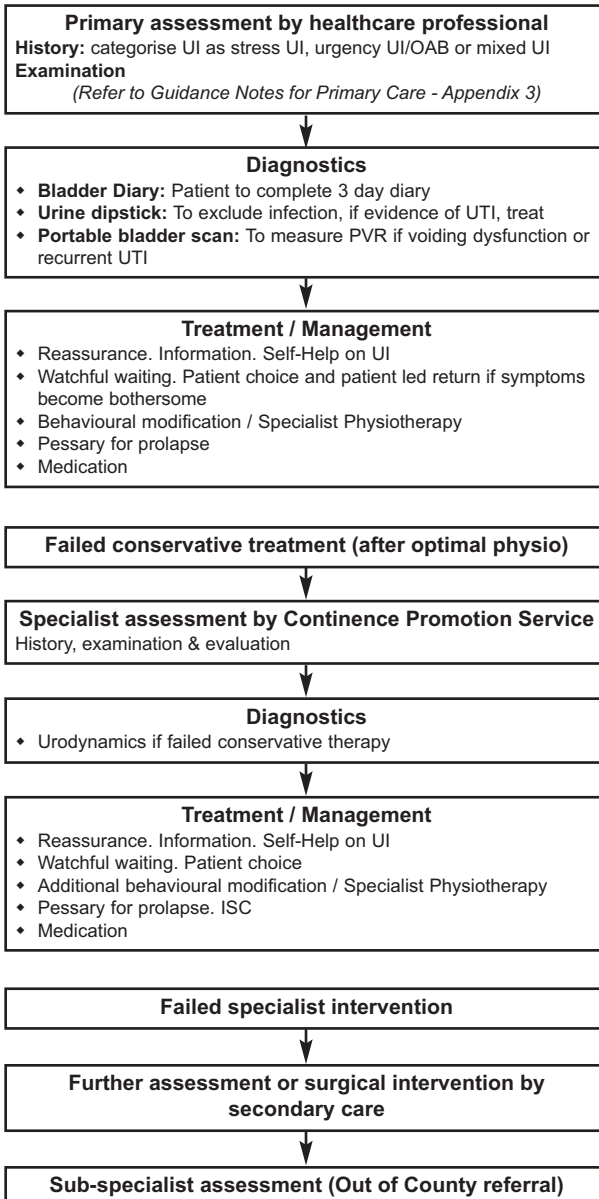 Primary assessment by healthcare professional
History: categorise UI as stress UI, urgency UI/OAB or mixed UI
Examination
(Refer to Guidance Notes for Primary Care - Appendix 3)
Diagnostics
◆ Bladder Diary: Patient to complete 3 day diary
◆ Urine dipstick: To exclude infection, if evidence of UTI, treat
◆ Portable bladder scan: To measure PVR if voiding dysfunction or
recurrent UTI
Treatment / Management
◆ Reassurance. Information. Self-Help on UI
◆ Watchful waiting. Patient choice and patient led return if symptoms
become bothersome
◆ Behavioural modification / Specialist Physiotherapy
◆ Pessary for prolapse
◆ Medication
Failed conservative treatment (after optimal physio)
Specialist assessment by Continence Promotion Service
History, examination & evaluation
Diagnostics
◆ Urodynamics if failed conservative therapy
Treatment / Management
◆ Reassurance. Information. Self-Help on UI
◆ Watchful waiting. Patient choice
◆ Additional behavioural modification / Specialist Physiotherapy
◆ Pessary for prolapse. ISC
◆ Medication
Failed specialist intervention
Further assessment or surgical intervention by
secondary care
Sub-specialist assessment (Out of County referral)